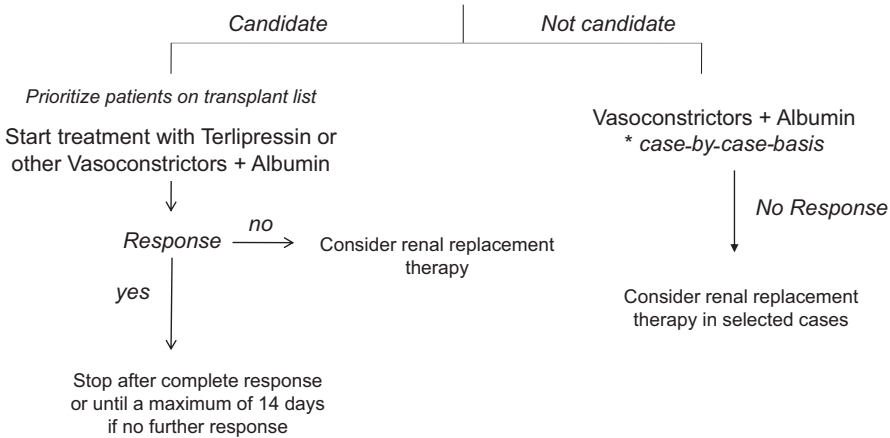 Candidate
Not candidate
Prioritize patients on transplant list
Start treatment with Terlipressin or
other Vasoconstrictors + Albumin
Vasoconstrictors + Albumin
* case-by-case-basis
Response
no
Consider renal replacement
therapy
No Response
yes
Consider renal replacement
therapy in selected cases
Stop after complete response
or until a maximum of 14 days
if no further response